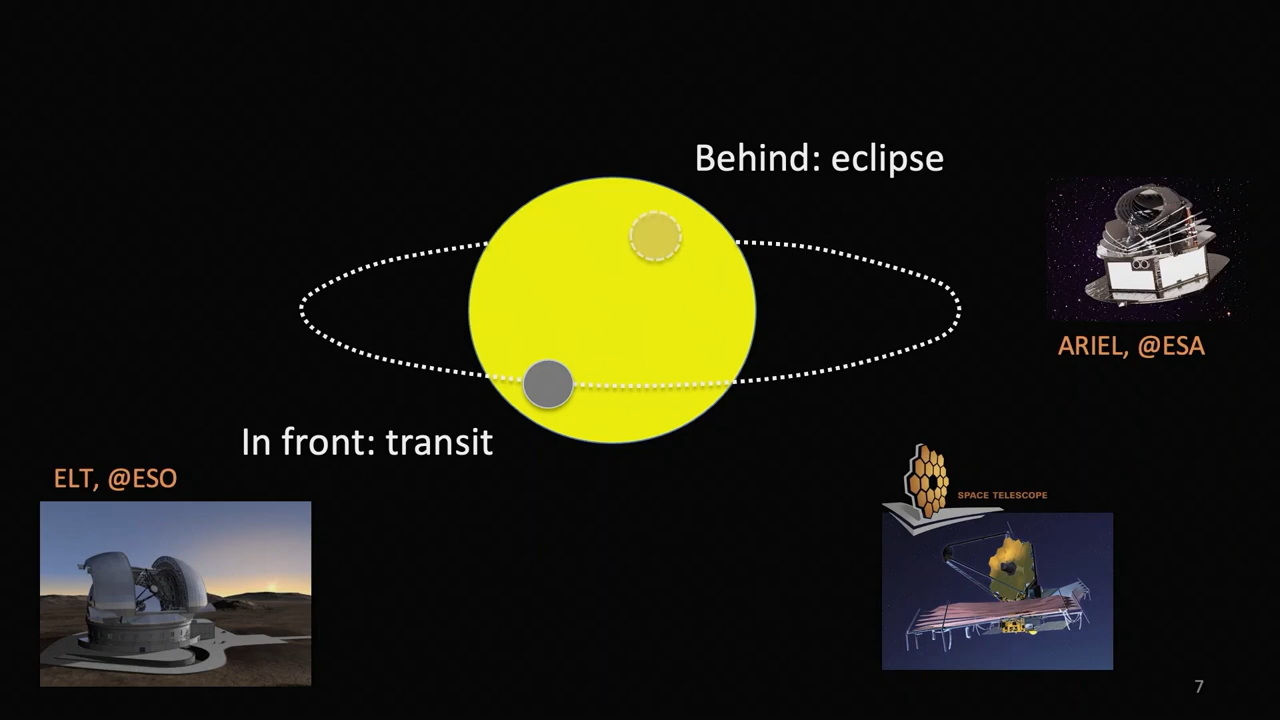 Behind: eclipse
ARIEL, @ESA
In front: transit
ELT, @ESO
SPACE TELESCOPE
7